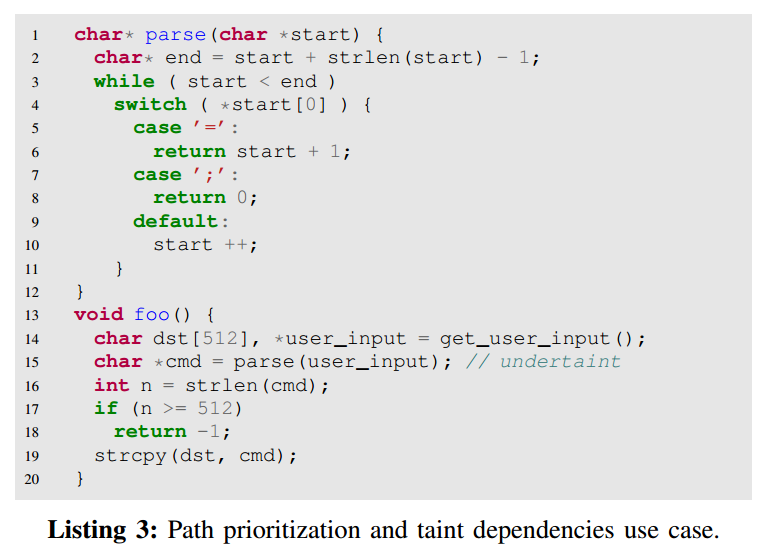 1 char* parse(char *start) {
2 char* end = start + strlen(start) - 1;
3 while ( start < end )
4 switch ( *start[0] ) {
5 case '=':
6 return start + 1;
7 case ';':
8 return 0;
9 default:
10 start ++;
11 }
12 }
13 void foo() {
14 char dst[512], *user_input = get_user_input();
15 char *cmd = parse(user_input); // undertaint
16 int n = strlen(cmd);
17 if (n >= 512)
18 return -1;
19 strcpy(dst, cmd);
20 }
Listing 3: Path prioritization and taint dependencies use case.